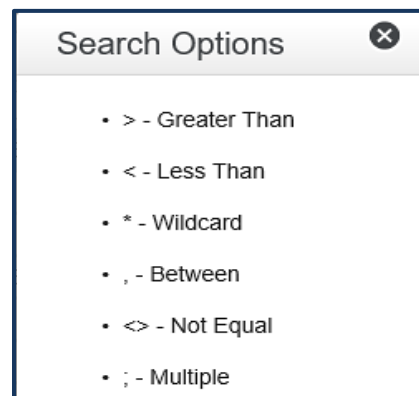 Search Options
• > - Greater Than
• < - Less Than
• * - Wildcard
• , - Between
• <> - Not Equal
• ; - Multiple